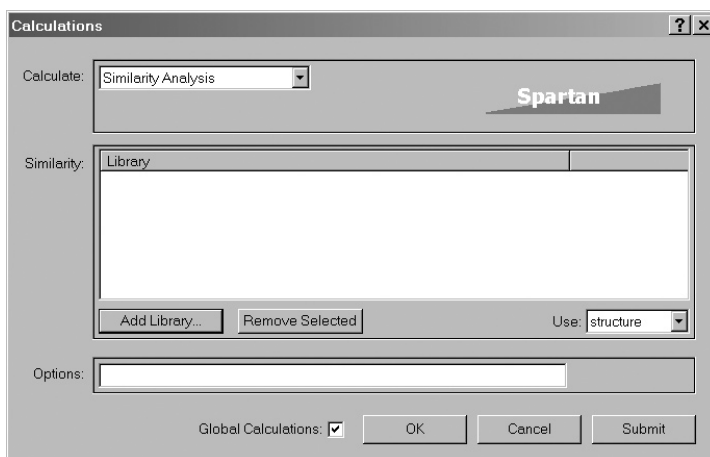 Calculations
Calculate: Similarity Analysis
Spartan
Similarity: Library
Add Library... Remove Selected Use: structure
Options:
Global Calculations: OK Cancel Submit